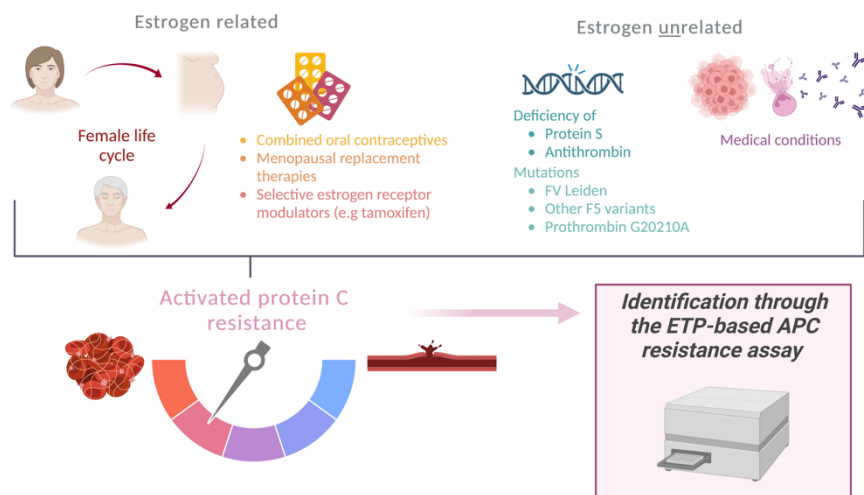 Estrogen related
Estrogen unrelated
Female life
cycle
• Combined oral contraceptives
• Menopausal replacement
therapies
• Selective estrogen receptor
modulators (e.g tamoxifen)
Deficiency of
• Protein S
• Antithrombin
Mutations
• FV Leiden
• Other F5 variants
• Prothrombin G20210A
Medical conditions
Activated protein C
resistance
Identification through
the ETP-based APC
resistance assay